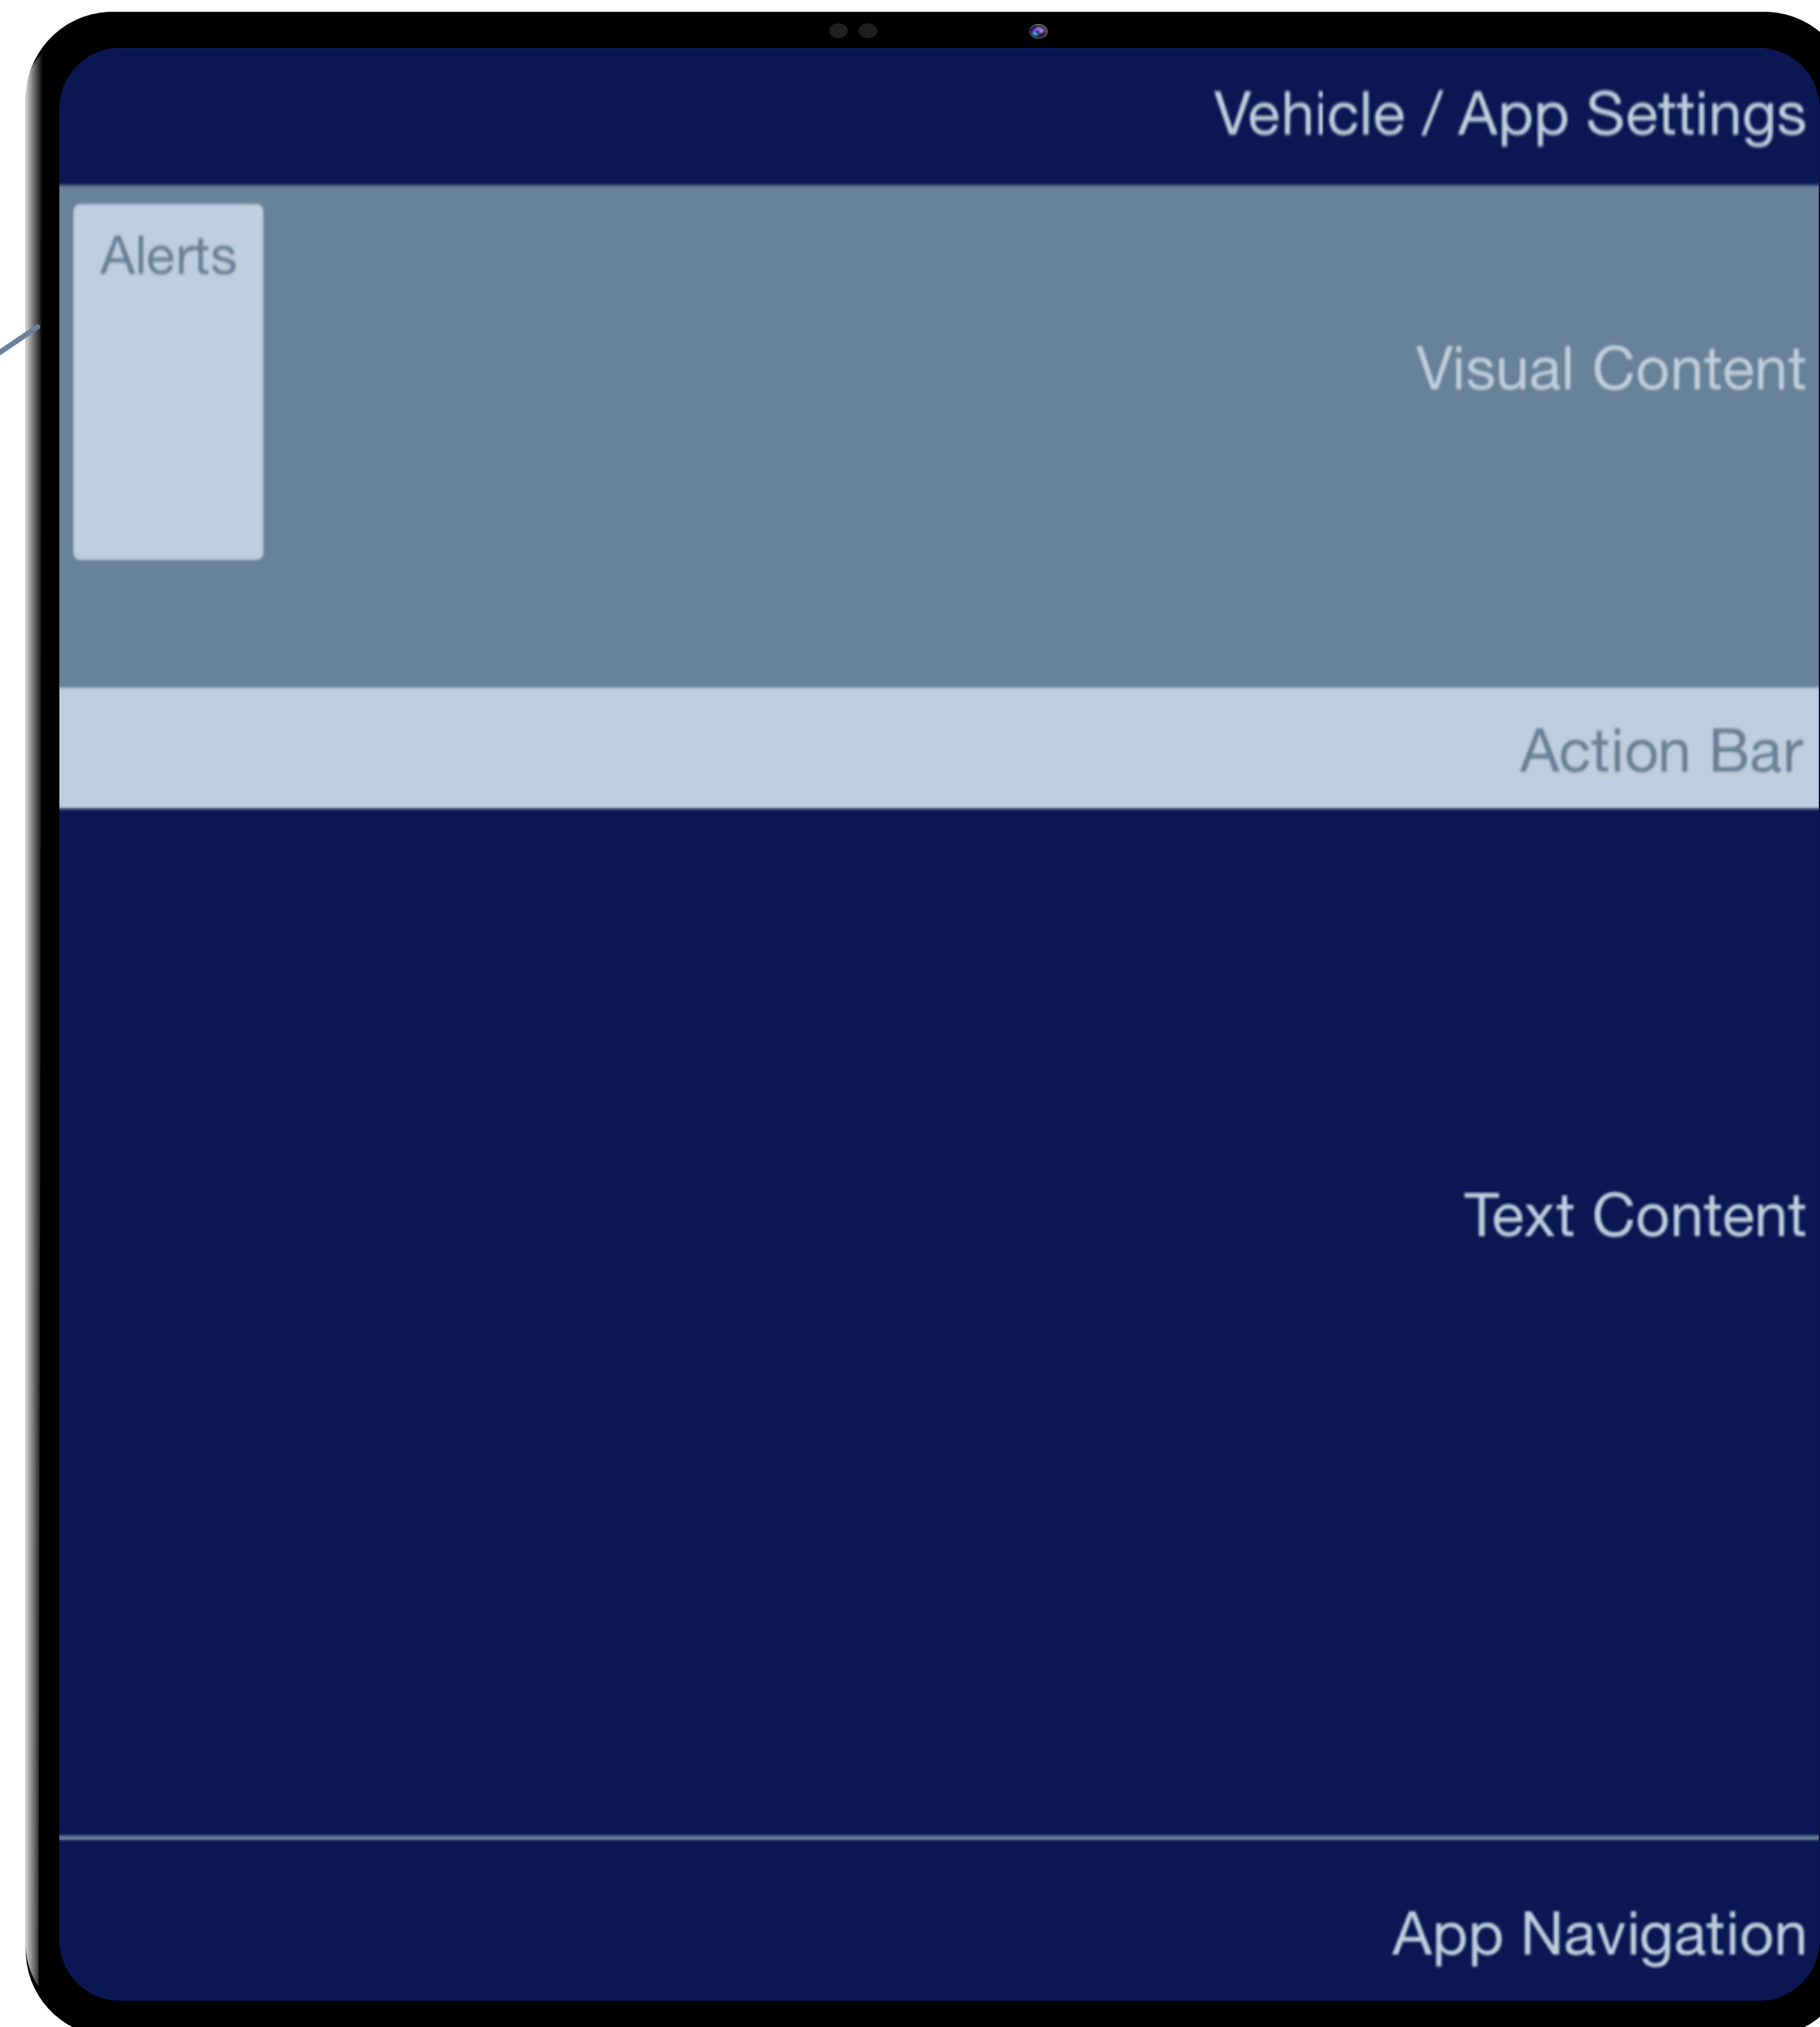 Vehicle / App Settings
Alerts
Visual Content
Action Bar
Text Content
App Navigation